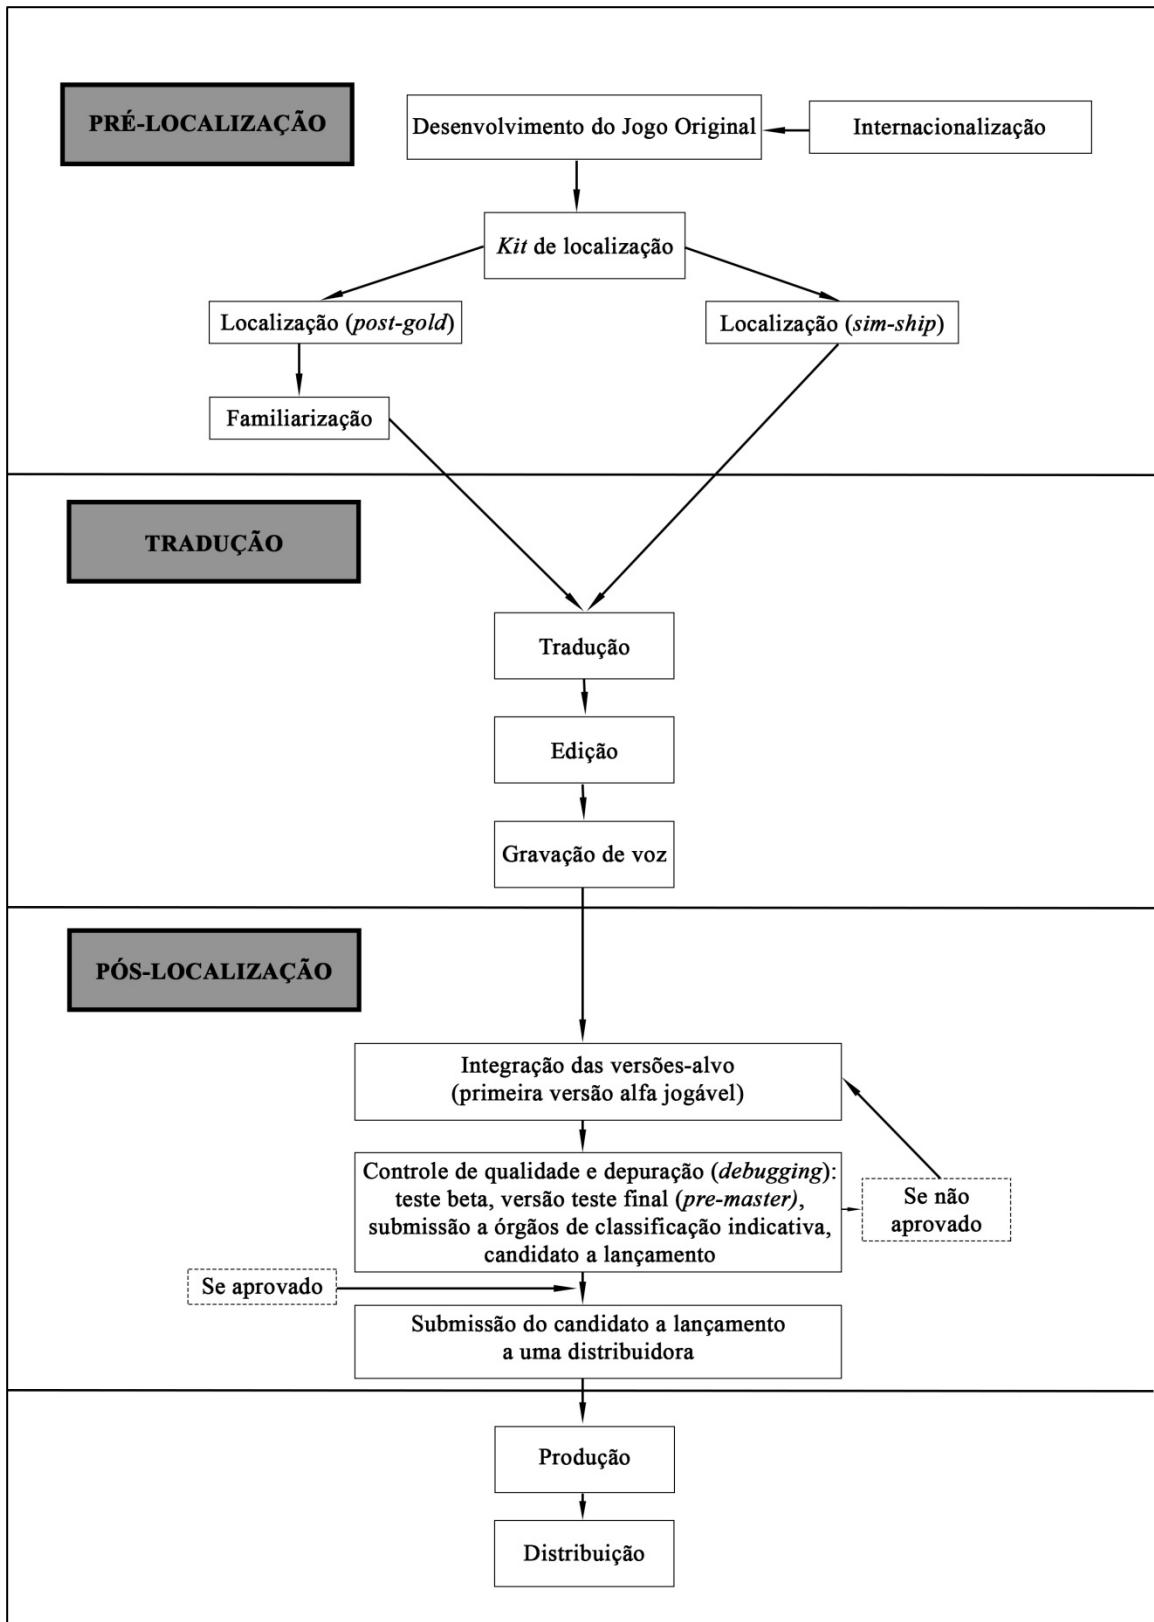 PRÉ-LOCALIZAÇÃO
Desenvolvimento do Jogo Original
Internacionalização
Kit de localização
Localização (post-gold)
Localização (sim-ship)
Familiarização
TRADUÇÃO
Tradução
Edição
Gravação de voz
PÓS-LOCALIZAÇÃO
Integração das versões-alvo
(primeira versão alfa jogável)
Controle de qualidade e depuração (debugging):
teste beta, versão teste final (pre-master),
submissão a órgãos de classificação indicativa,
candidato a lançamento
Se não
aprovado
Se aprovado
Submissão do candidato a lançamento
a uma distribuidora
Produção
Distribuição